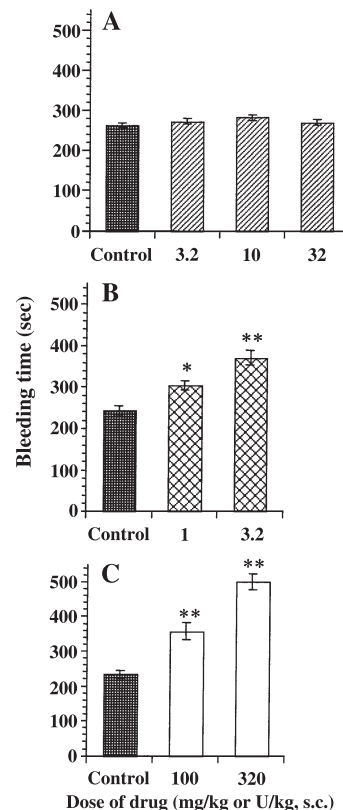 A
500
400
300
200
100
0
Control 3.2 10 32
Bleeding time (sec)
B
500
400
300
200
100
0
* **
Control 1 3.2
C
500
400
300
200
100
0
** **
Control 100 320
Dose of drug (mg/kg or U/kg, s.c.)